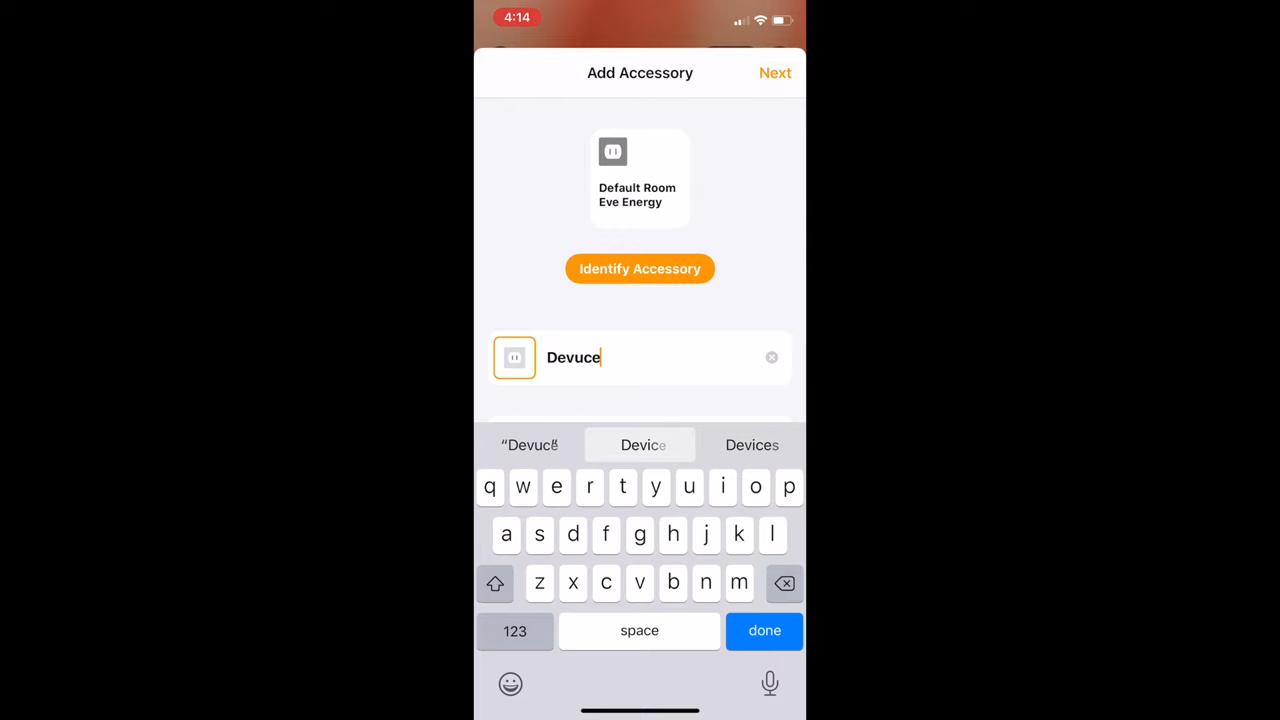 4:14
Add Accessory
Next
Default Room
Eve Energy
Identify Accessory
Devuce
“Devuce” Device Devices
q w e r t y u i o p
a s d f g h j k l
z x c v b n m
123 space done